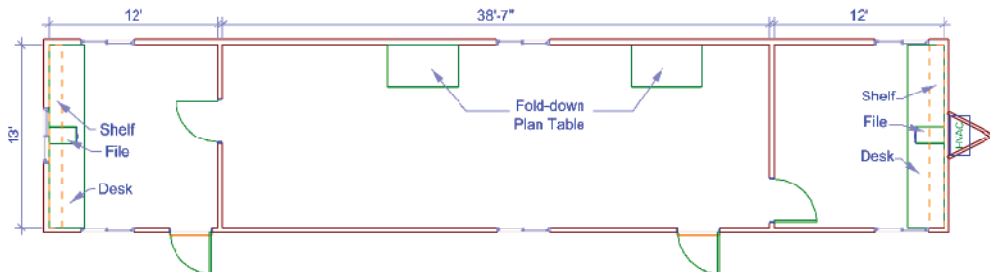 12'
38'-7"
12'
13'
Shelf
File
Desk
Fold-down
Plan Table
Shelf
File
Desk
HVAC